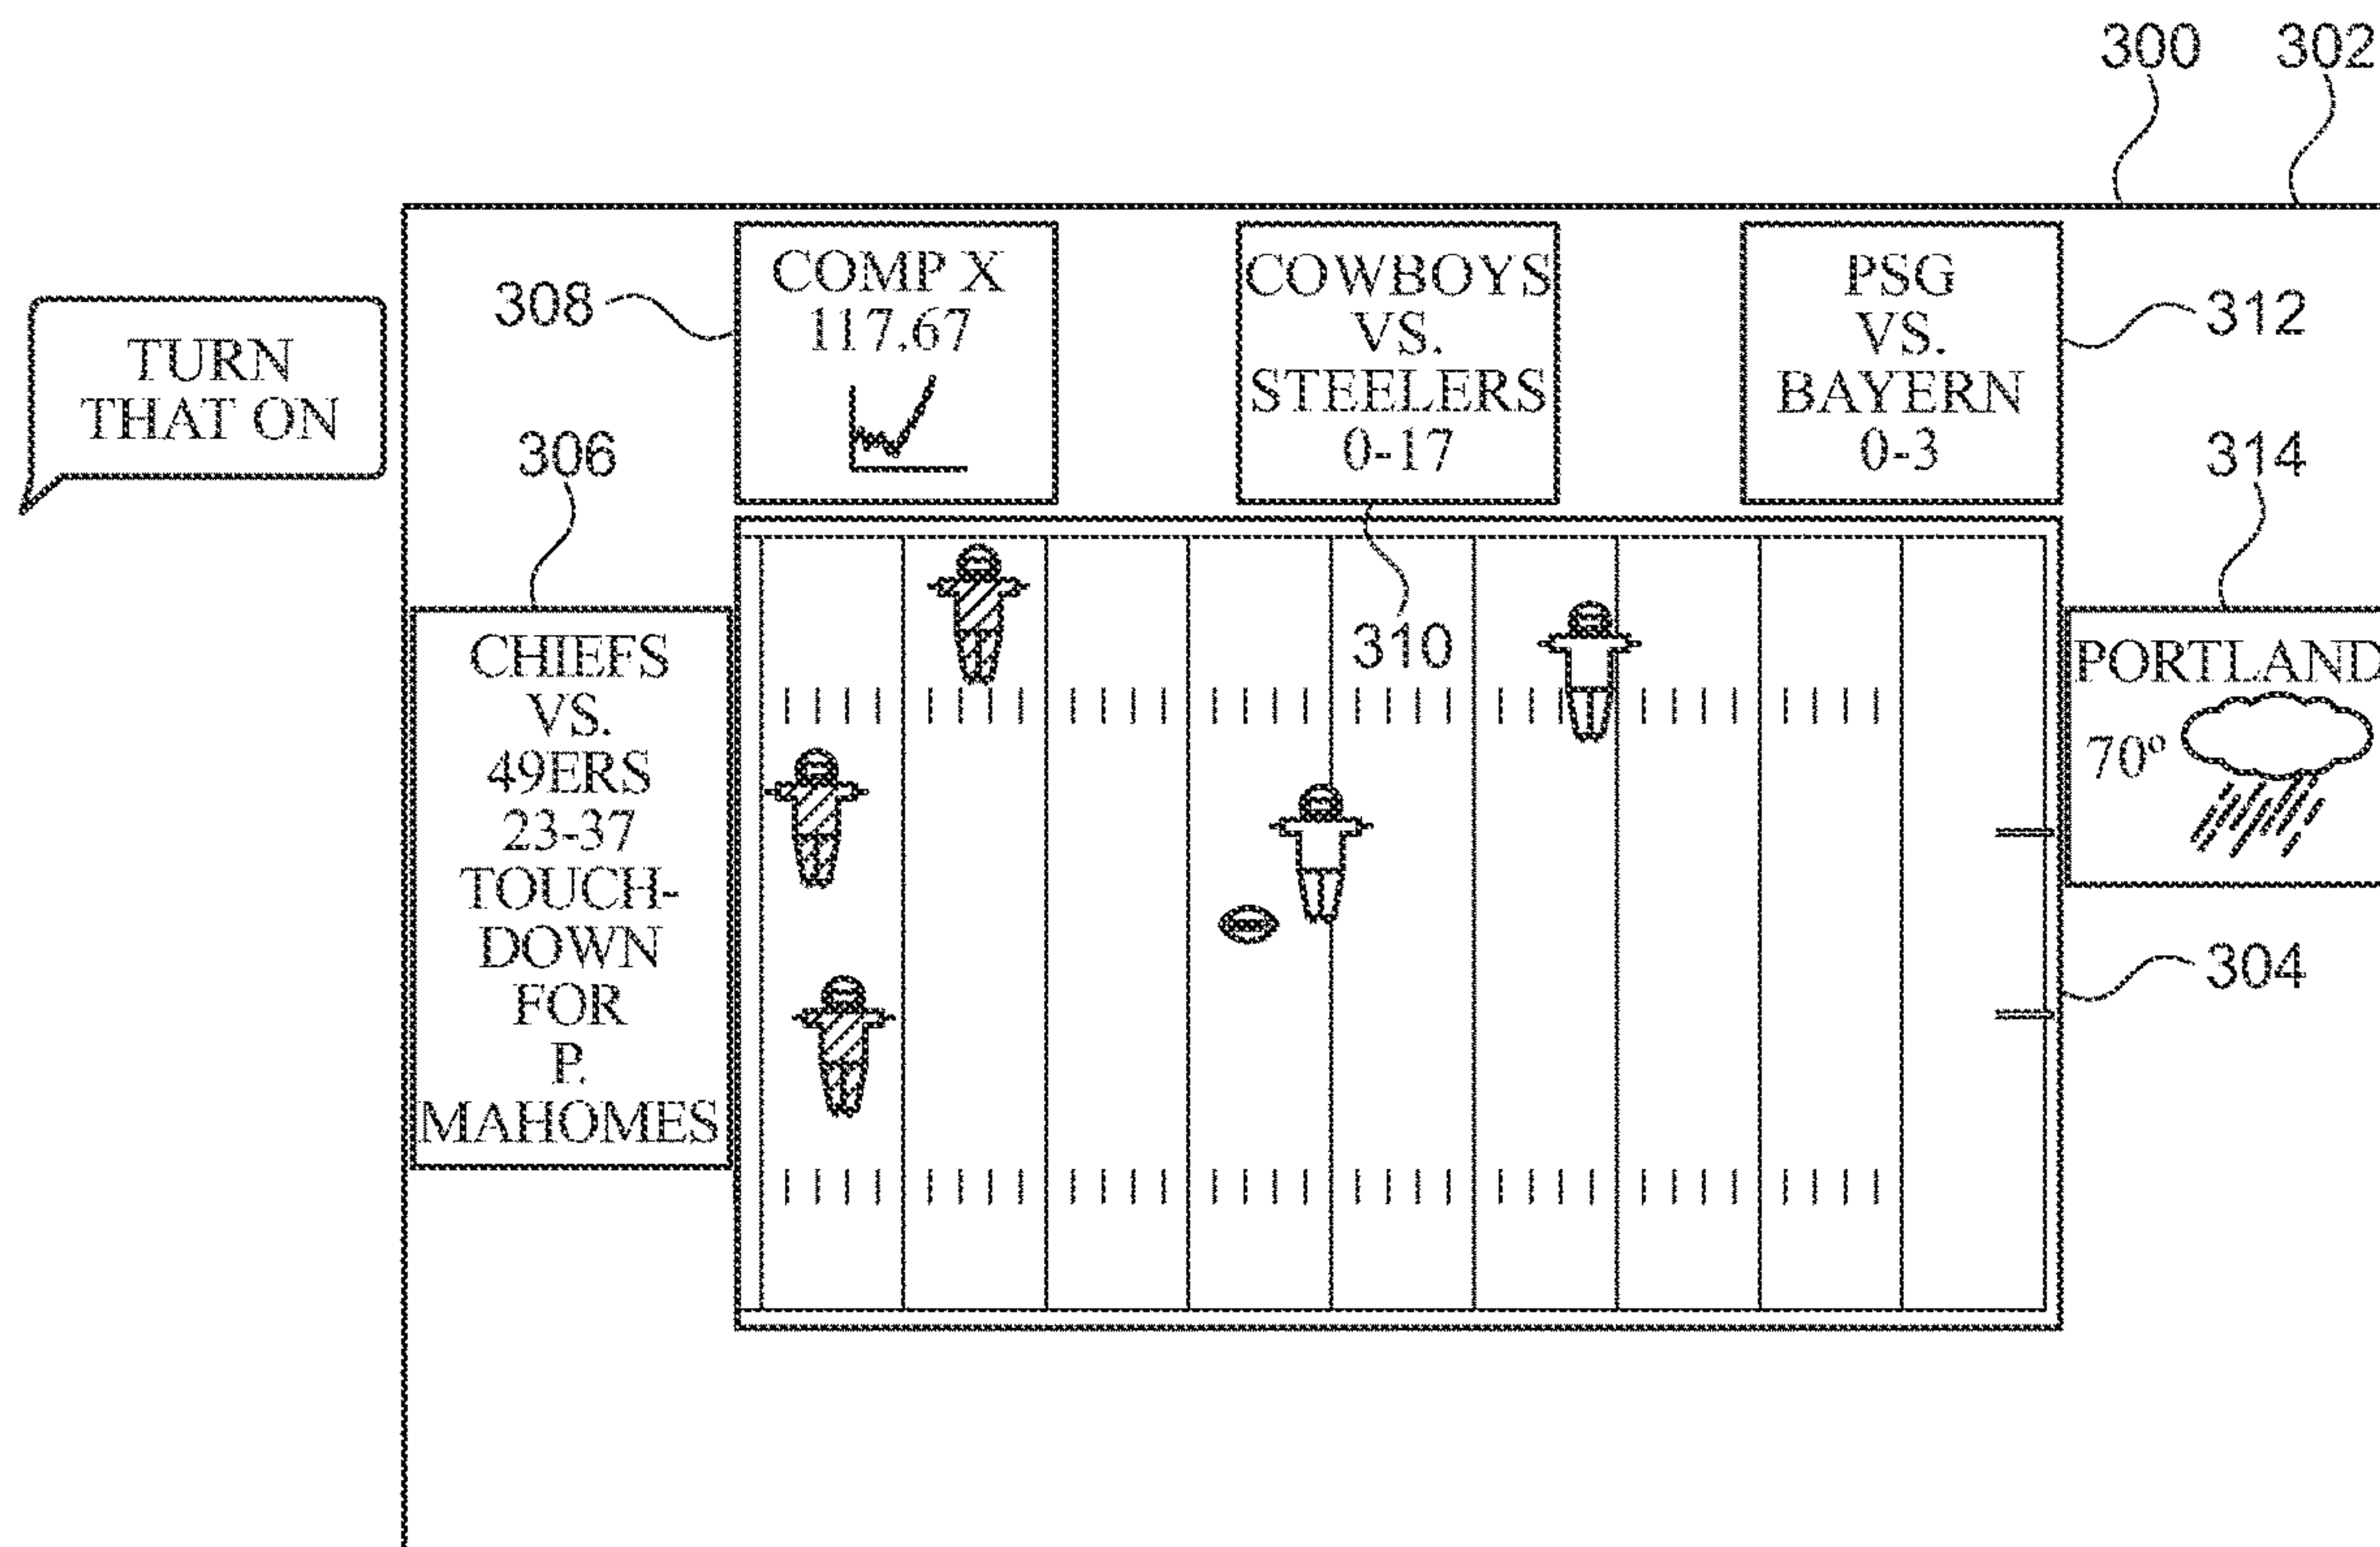 300
302
TURN
THAT ON
308
COMP X
117.67
COWBOYS
VS.
STEELERS
0-17
PSG
VS.
BAYERN
0-3
312
306
314
310
CHIEFS
VS.
49ERS
23-37
TOUCH-
DOWN
FOR
P.
MAHOMES
PORTLAND
70º
304